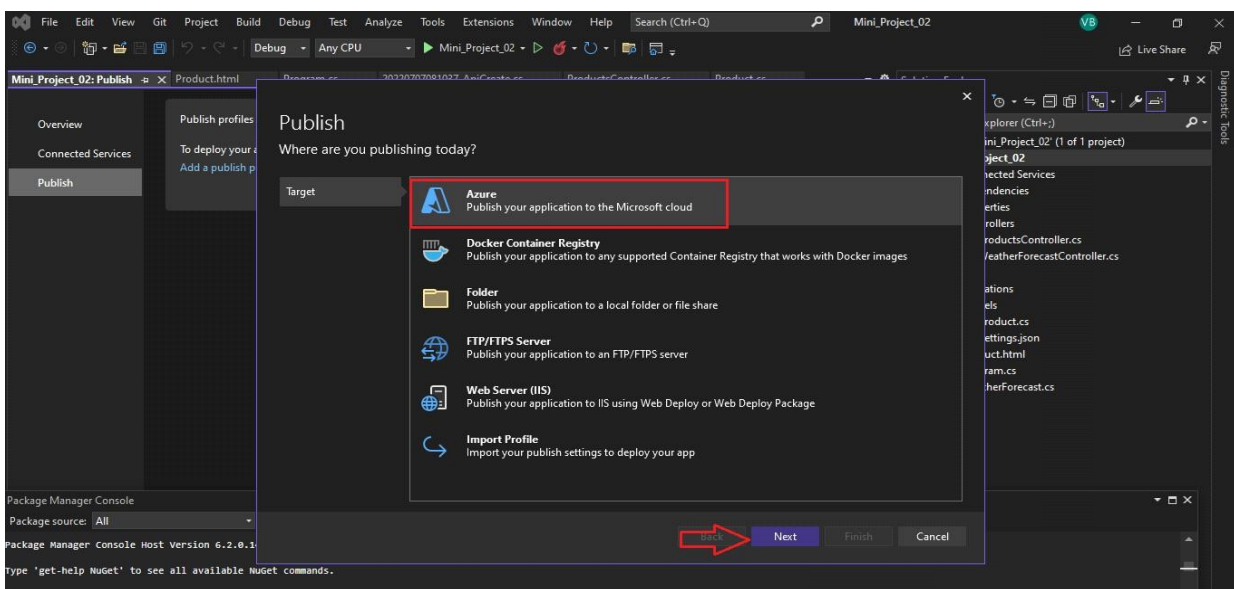 File Edit View Git Project Build Debug Test Analyze Tools Extensions Window Help Search (Ctrl+Q) Mini_Project_02 VB
Debug Any CPU Mini_Project_02 Live Share
Mini_Project_02: Publish Product.html
Diagnostic Tools
Overview
Connected Services
Publish
Publish profiles
To deploy your
Add a publish
Publish
Where are you publishing today?
Target
Azure
Publish your application to the Microsoft cloud
Docker Container Registry
Publish your application to any supported Container Registry that works with Docker images
Folder
Publish your application to a local folder or file share
FTP/FTPS Server
Publish your application to an FTP/FTPS server
Web Server (IIS)
Publish your application to IIS using Web Deploy or Web Deploy Package
Import Profile
Import your publish settings to deploy your app
Back Next Finish Cancel
xplorer (Ctrl+;)
ini_Project_02' (1 of 1 project)
oject_02
nected Services
endencies
erties
rollers
roductsController.cs
eatherForecastController.cs
ations
els
roduct.cs
ettings.json
uct.html
ram.cs
herForecast.cs
Package Manager Console
Package source: All
Package Manager Console Host Version 6.2.0.1
Type 'get-help NuGet' to see all available NuGet commands.